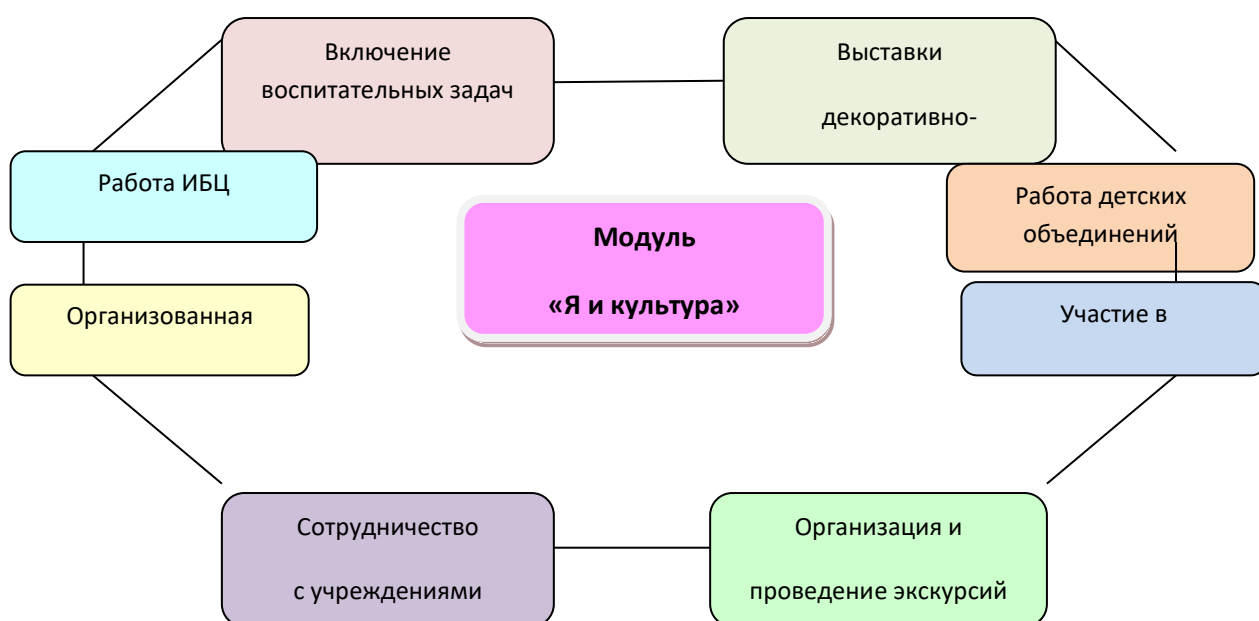 Включение
воспитательных задач
Выставки
декоративно-
Работа ИБЦ
Работа детских
объединений
Модуль
«Я и культура»
Организованная
Участие в
Сотрудничество
с учреждениями
Организация и
проведение экскурсий